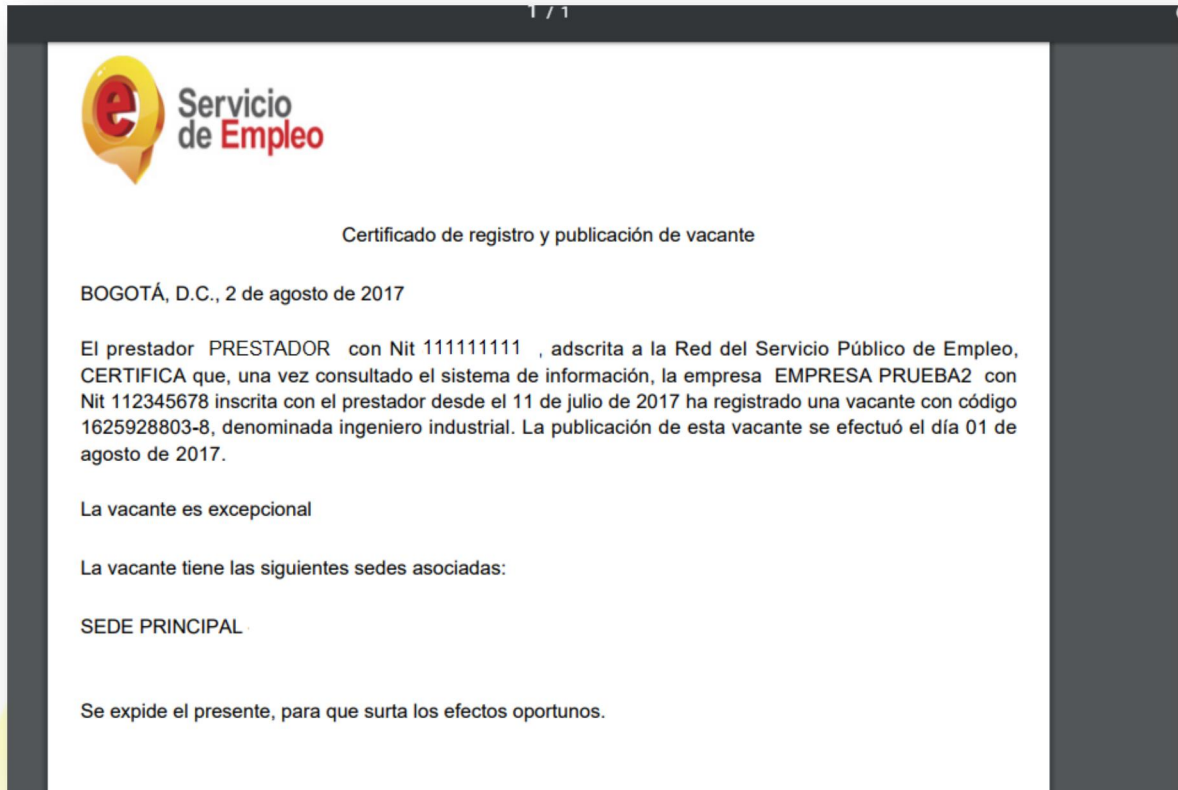 1 / 1
e
Servicio
de Empleo
Certificado de registro y publicación de vacante
BOGOTÁ, D.C., 2 de agosto de 2017
El prestador PRESTADOR con Nit 111111111 , adscrita a la Red del Servicio Público de Empleo,
CERTIFICA que, una vez consultado el sistema de información, la empresa EMPRESA PRUEBA2 con
Nit 112345678 inscrita con el prestador desde el 11 de julio de 2017 ha registrado una vacante con código
1625928803-8, denominada ingeniero industrial. La publicación de esta vacante se efectuó el día 01 de
agosto de 2017.
La vacante es excepcional
La vacante tiene las siguientes sedes asociadas:
SEDE PRINCIPAL
Se expide el presente, para que surta los efectos oportunos.